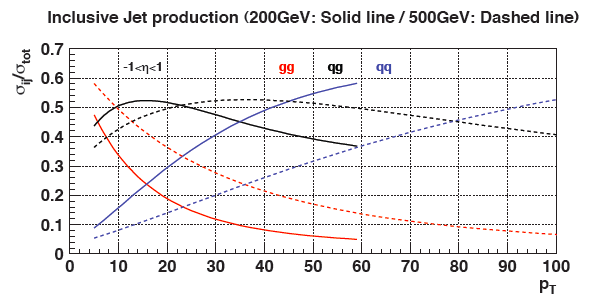 Inclusive Jet production (200GeV: Solid line / 500GeV: Dashed line)
0.7
-1<η<1 gg qg qq
0.6
0.5
0.4
0.3
0.2
0.1
0
σij/σtot
0 10 20 30 40 50 60 70 80 90 100
pT